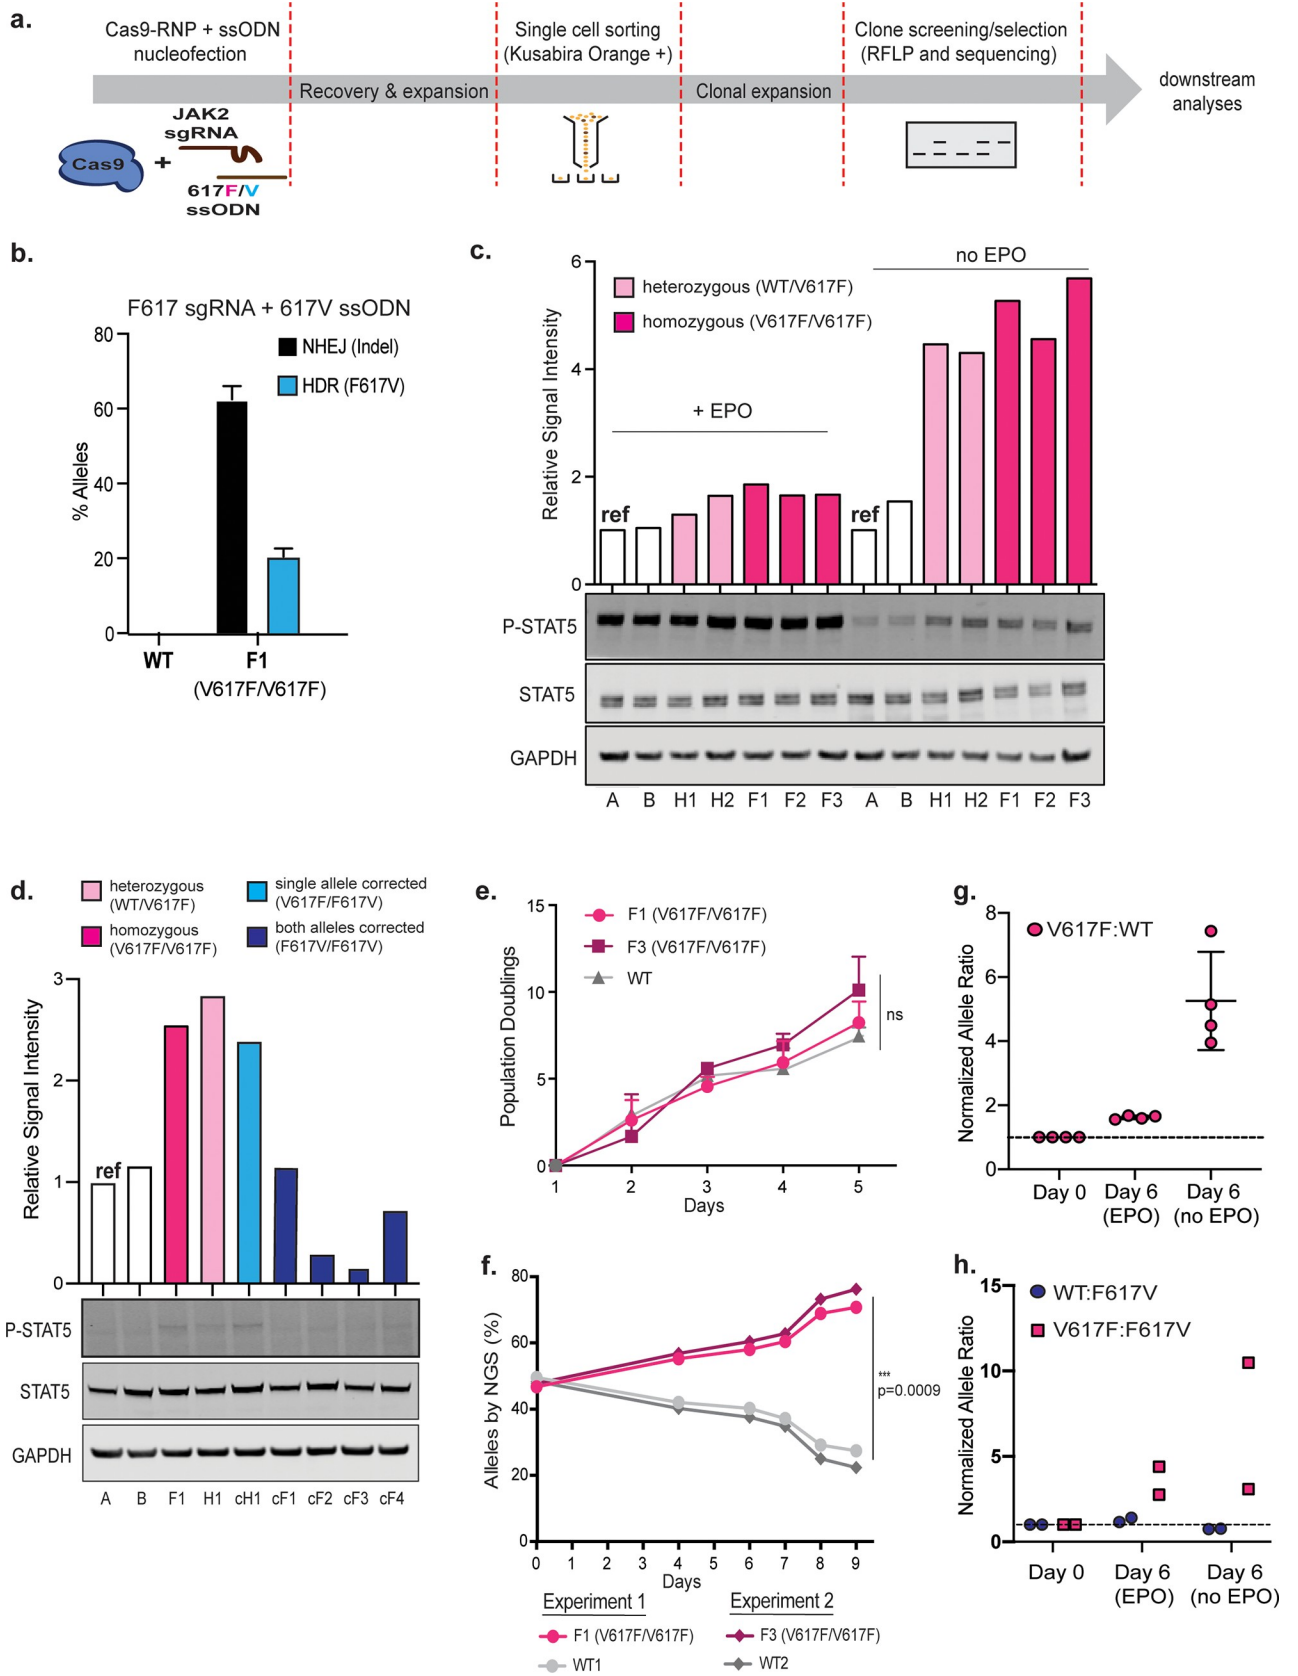 a.
Cas9-RNP + ssODN
nucleofection
Recovery & expansion
Single cell sorting
(Kusabira Orange +)
Clonal expansion
Clone screening/selection
(RFLP and sequencing)
downstream
analyses
JAK2
sgRNA
Cas9
+
617F/V
ssODN
b.
F617 sgRNA + 617V ssODN
80
60
40
20
0
% Alleles
NHEJ (Indel)
HDR (F617V)
WT
F1
(V617F/V617F)
c.
6
4
2
0
Relative Signal Intensity
heterozygous (WT/V617F)
homozygous (V617F/V617F)
no EPO
+ EPO
ref
ref
P-STAT5
STAT5
GAPDH
A B H1 H2 F1 F2 F3 A B H1 H2 F1 F2 F3
d.
heterozygous
(WT/V617F)
single allele corrected
(V617F/F617V)
homozygous
(V617F/V617F)
both alleles corrected
(F617V/F617V)
3
2
1
0
Relative Signal Intensity
ref
P-STAT5
STAT5
GAPDH
A B F1 H1 cH1 cF1 cF2 cF3 cF4
e.
15
10
5
0
Population Doublings
F1 (V617F/V617F)
F3 (V617F/V617F)
WT
ns
1 2 3 4 5
Days
f.
80
60
40
20
0
Alleles by NGS (%)
***
p=0.0009
0 1 2 3 4 5 6 7 8 9
Days
Experiment 1
Experiment 2
F1 (V617F/V617F)
F3 (V617F/V617F)
WT1
WT2
g.
8
6
4
2
0
Normalized Allele Ratio
V617F:WT
Day 0
Day 6
(EPO)
Day 6
(no EPO)
h.
15
10
5
0
Normalized Allele Ratio
WT:F617V
V617F:F617V
Day 0
Day 6
(EPO)
Day 6
(no EPO)